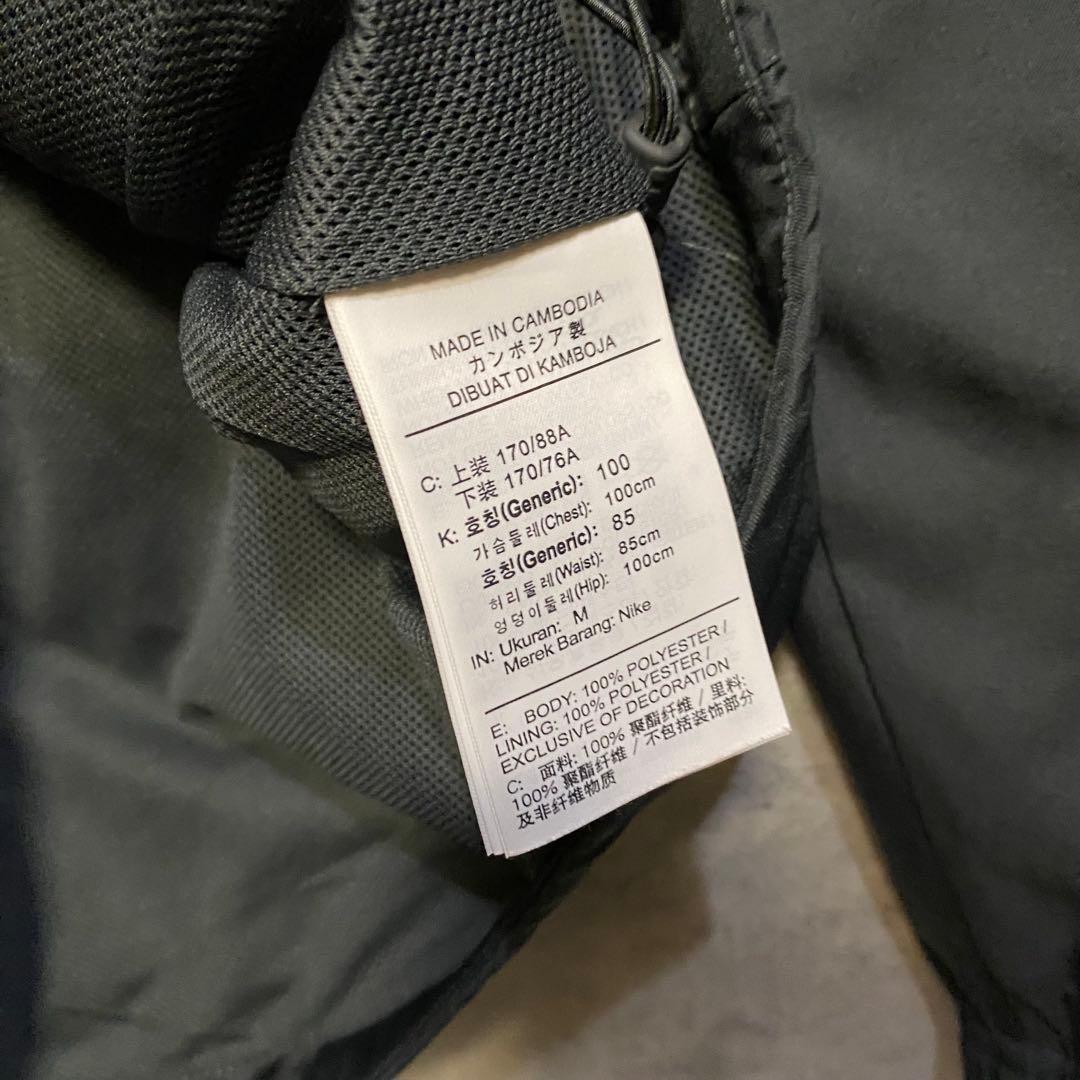 MADE IN CAMBODIA
カンボジア製
DIBUAT DI KAMBOJA
C: 上装 170/88A
下装 170/76A
K: 호칭(Generic): 100
가슴둘레(Chest): 100cm
호칭(Generic): 85
허리둘레(Waist): 85cm
엉덩이둘레(Hip): 100cm
IN: Ukuran: M
Merek Barang: Nike
E: BODY: 100% POLYESTER /
LINING: 100% POLYESTER /
EXCLUSIVE OF DECORATION
C: 面料: 100% 聚酯纤维 / 里料:
100% 聚酯纤维 / 不包括装饰部分
及非纤维物质